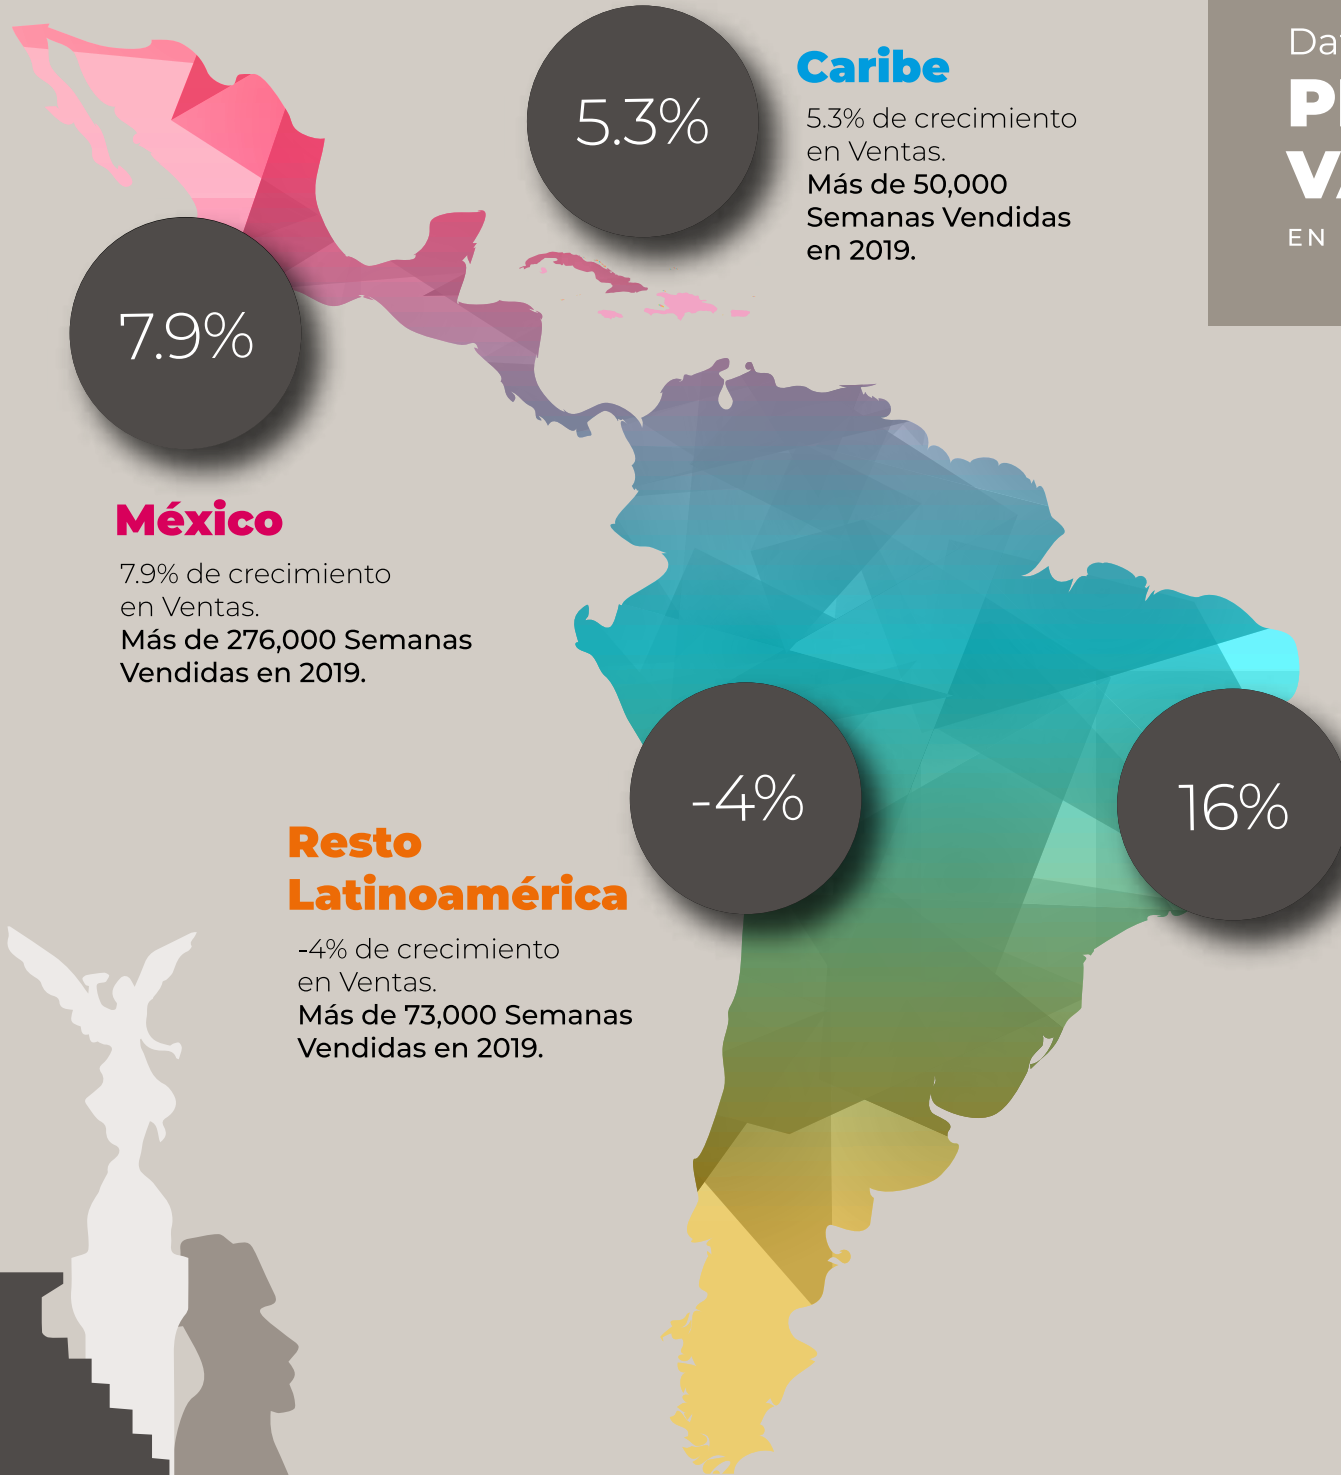 5.3%
Caribe
5.3% de crecimiento
en Ventas.
Más de 50,000
Semanas Vendidas
en 2019.
EN
7.9%
México
7.9% de crecimiento
en Ventas.
Más de 276,000 Semanas
Vendidas en 2019.
-4%
16%
Resto
Latinoamérica
-4% de crecimiento
en Ventas.
Más de 73,000 Semanas
Vendidas en 2019.